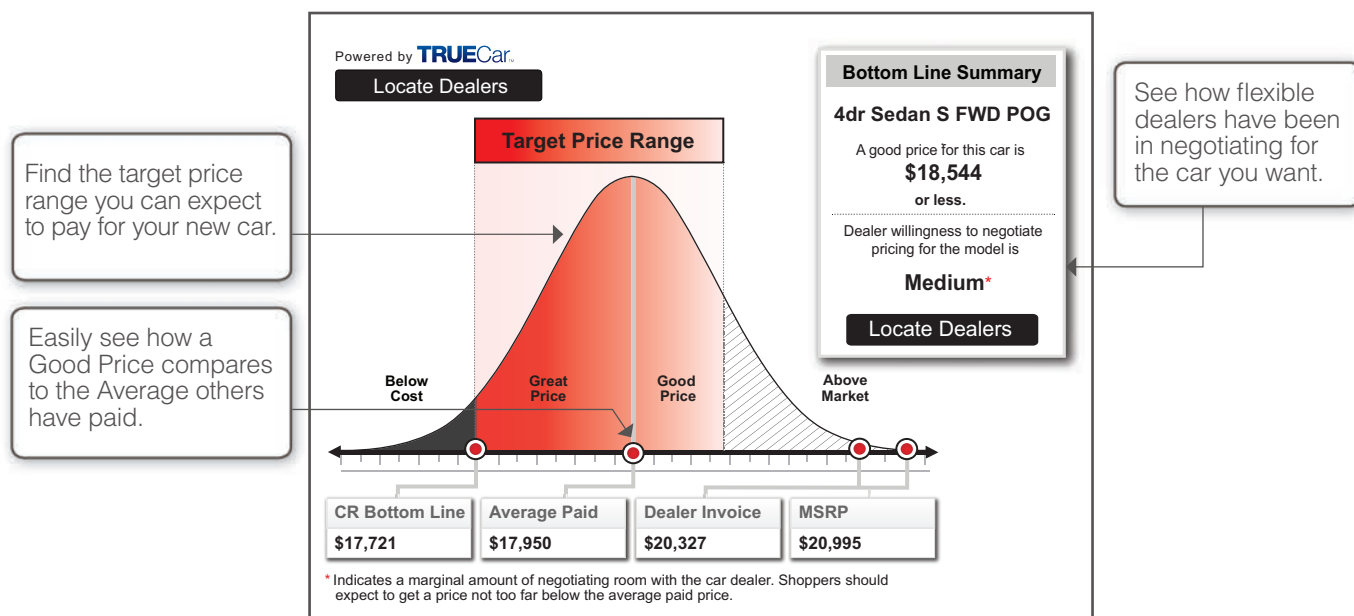 Powered by TRUECar™
Locate Dealers
Target Price Range
Find the target price
range you can expect
to pay for your new car.
Easily see how a
Good Price compares
to the Average others
have paid.
Below
Cost
Great
Price
Good
Price
Above
Market
Bottom Line Summary
4dr Sedan S FWD POG
A good price for this car is
$18,544
or less.
Dealer willingness to negotiate
pricing for the model is
Medium*
Locate Dealers
See how flexible
dealers have been
in negotiating for
the car you want.
CR Bottom Line
$17,721
Average Paid
$17,950
Dealer Invoice
$20,327
MSRP
$20,995
* Indicates a marginal amount of negotiating room with the car dealer. Shoppers should
expect to get a price not too far below the average paid price.